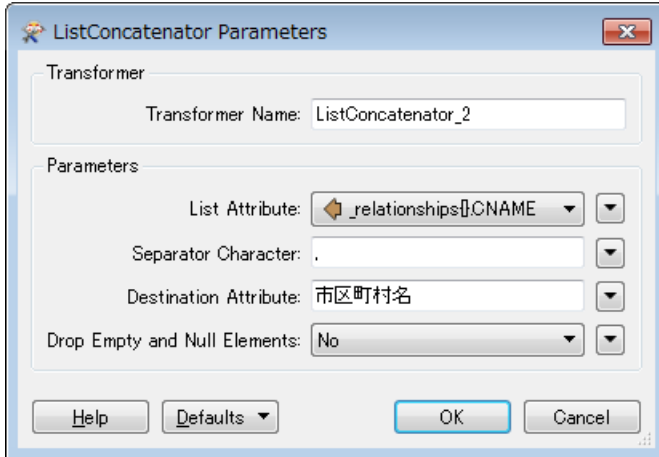 ListConcatenator Parameters
Transformer
Transformer Name: ListConcatenator_2
Parameters
List Attribute: _relationships{}.CNAME
Separator Character: ,
Destination Attribute: 市区町村名
Drop Empty and Null Elements: No
Help Defaults OK Cancel